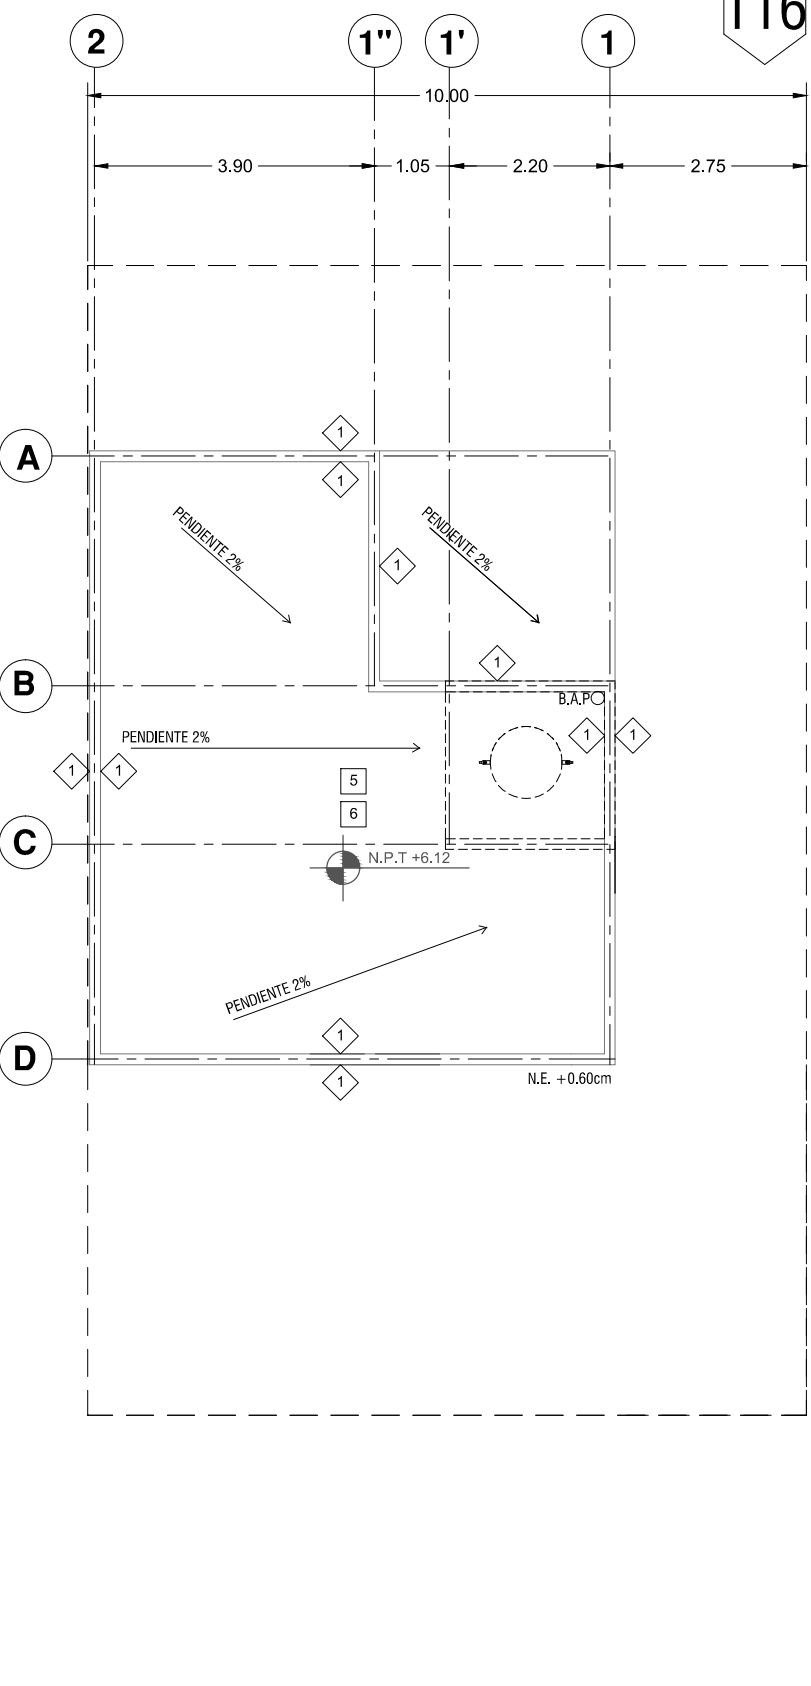 116
2
1"
1'
1
10.00
3.90
1.05
2.20
2.75
A
1
1
PENDIENTE 2%
PENDIENTE 2%
1
B
1
B.A.P
PENDIENTE 2%
1
1
1
1
5
6
C
N.P.T +6.12
PENDIENTE 2%
1
D
1
N.E. +0.60cm